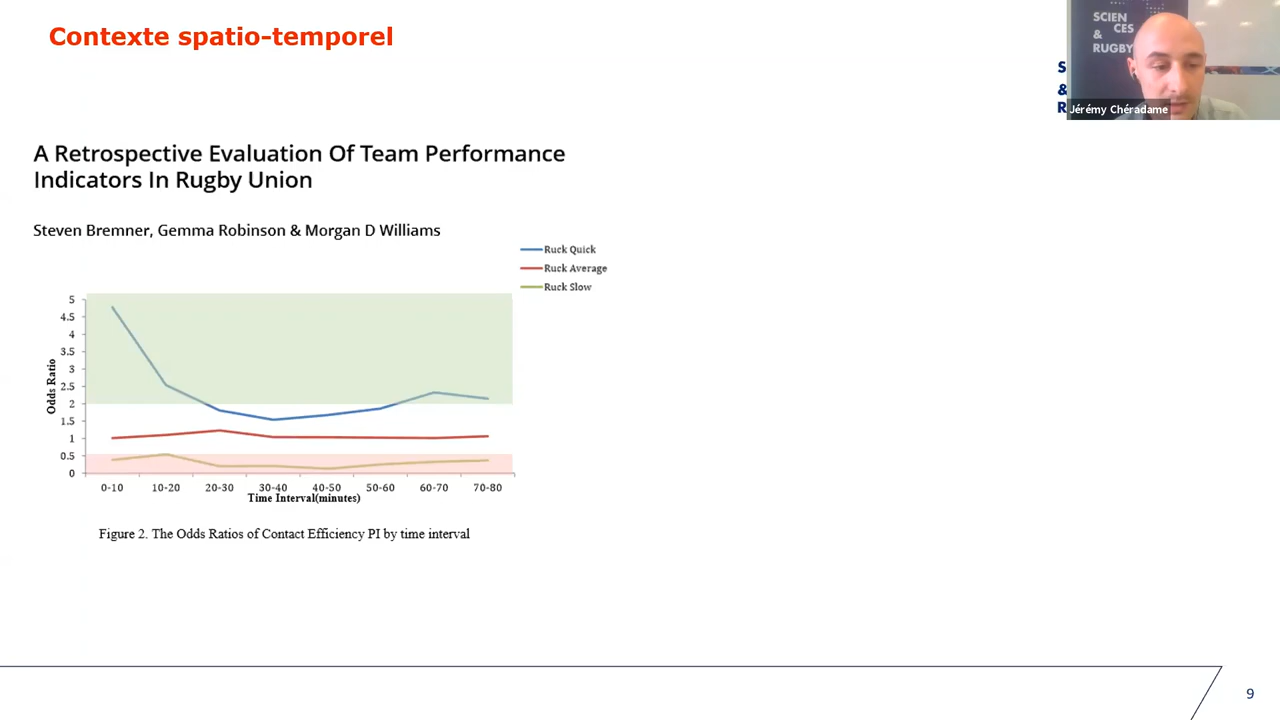 Contexte spatio-temporel
SCIEN
CES
&
RUGBY
S
&
R
Jérémy Chéradame
A Retrospective Evaluation Of Team Performance
Indicators In Rugby Union
Steven Bremner, Gemma Robinson & Morgan D Williams
Ruck Quick
Ruck Average
Ruck Slow
Odds Ratio
5
4.5
4
3.5
3
2.5
2
1.5
1
0.5
0
0-10 10-20 20-30 30-40 40-50 50-60 60-70 70-80
Time Interval(minutes)
Figure 2. The Odds Ratios of Contact Efficiency PI by time interval
9